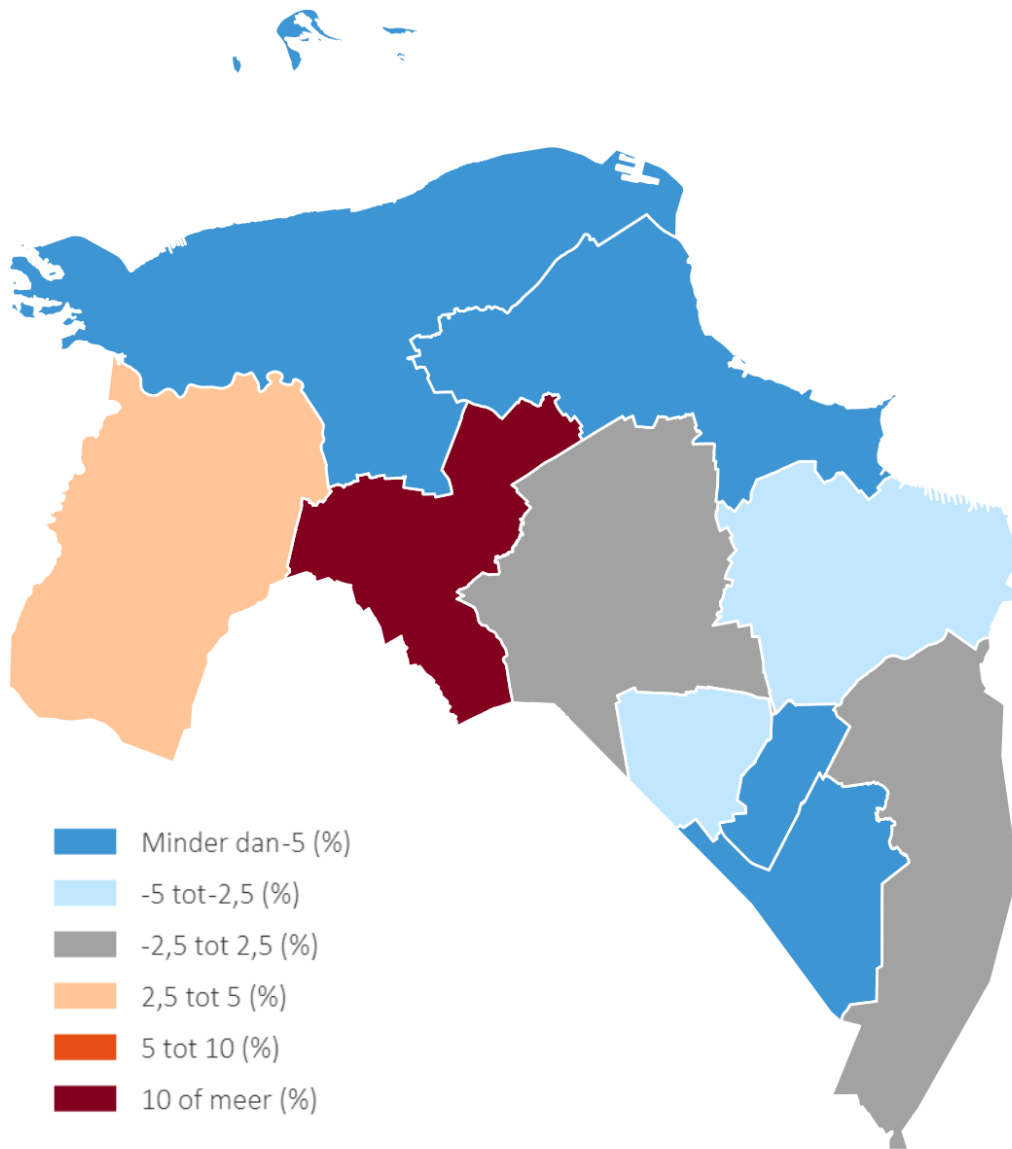 Minder dan-5 (%)
-5 tot-2,5 (%)
-2,5 tot 2,5 (%)
2,5 tot 5 (%)
5 tot 10 (%)
10 of meer (%)